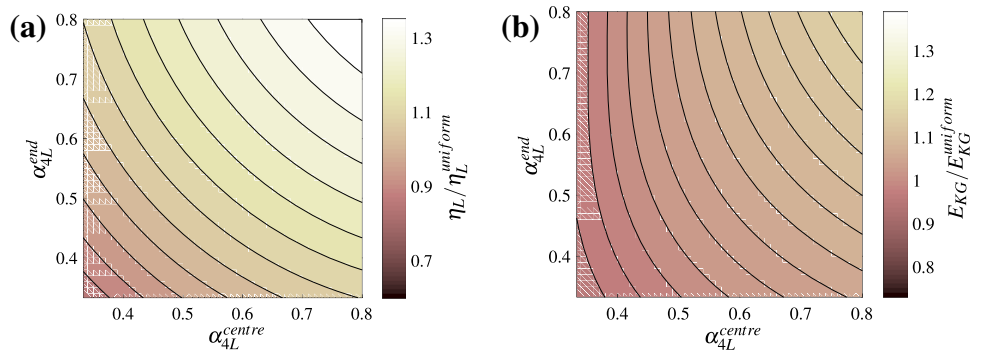 (a)
0.8
0.7
0.6
0.5
0.4
α_{4L}^{end}
0.4 0.5 0.6 0.7 0.8
α_{4L}^{centre}
1.3
1.1
0.9
0.7
η_L/η_L^{uniform}
(b)
0.8
0.7
0.6
0.5
0.4
α_{4L}^{end}
0.4 0.5 0.6 0.7 0.8
α_{4L}^{centre}
1.3
1.2
1.1
1
0.9
0.8
E_{KG}/E_{KG}^{uniform}